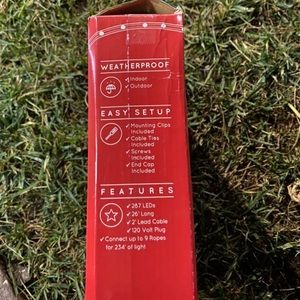 WEATHERPROOF
✓Indoor
✓Outdoor
EASY SETUP
✓Mounting Clips
Included
✓Cable Ties
Included
✓Screws
Included
✓End Cap
Included
FEATURES
✓287 LEDs
✓26' Long
✓2' Lead Cable
✓120 Volt Plug
✓Connect up to 9 Ropes
for 234' of light